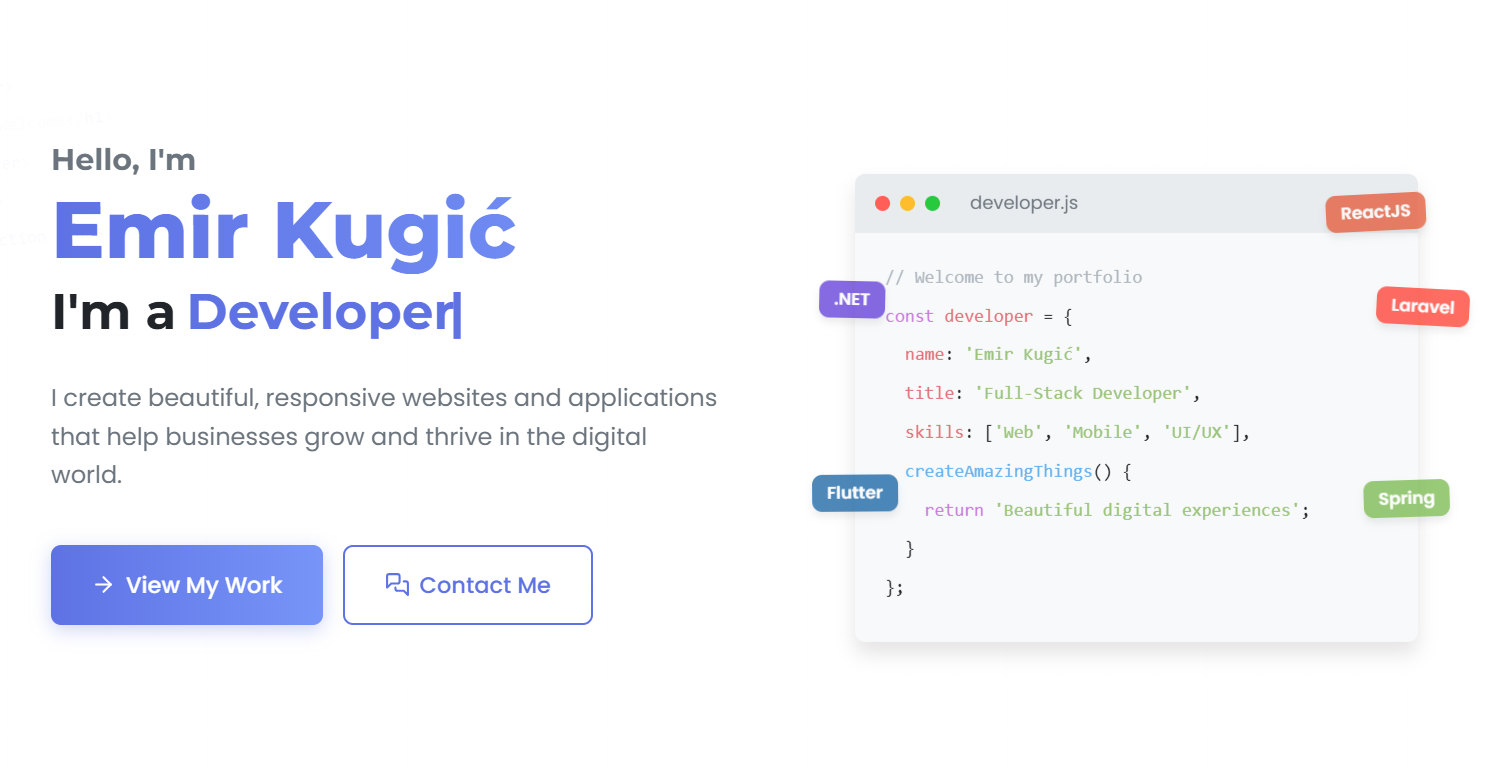 Hello, I'm
Emir Kugić
I'm a Developer
I create beautiful, responsive websites and applications
that help businesses grow and thrive in the digital
world.
View My Work
Contact Me
developer.js
ReactJS
// Welcome to my portfolio
.NET
Laravel
const developer = {
name: 'Emir Kugić',
title: 'Full-Stack Developer',
skills: ['Web', 'Mobile', 'UI/UX'],
createAmazingThings() {
Flutter
Spring
return 'Beautiful digital experiences';
}
};